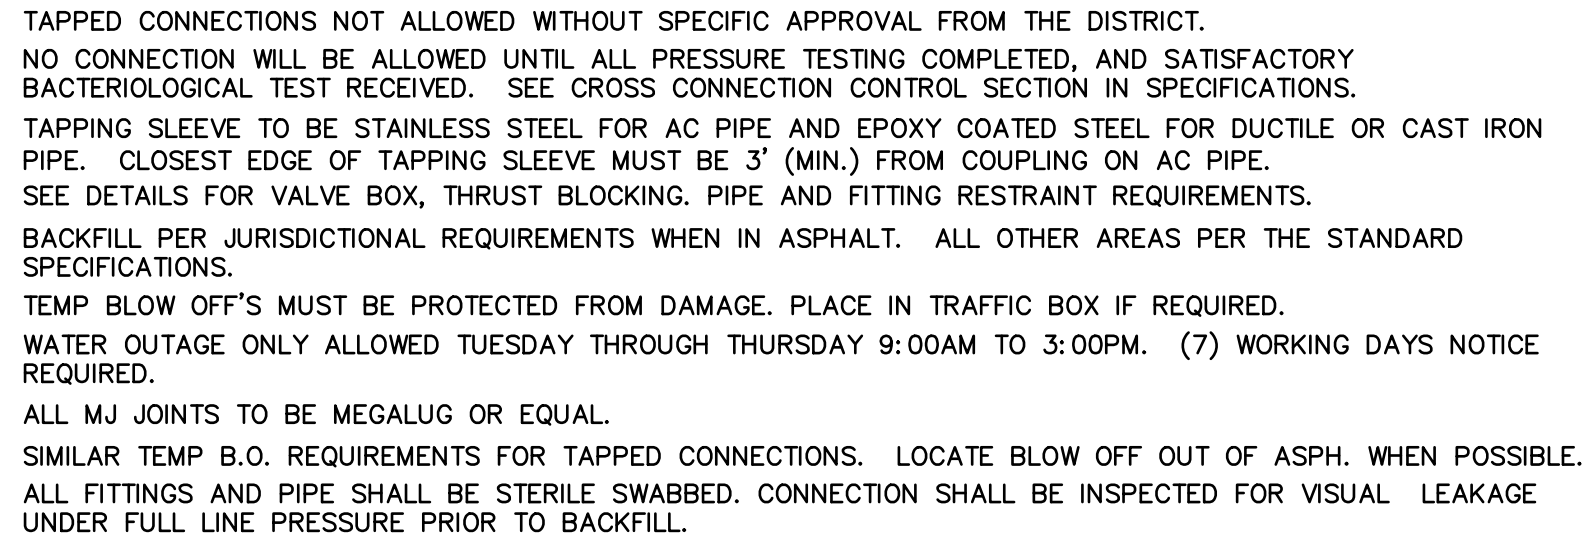 TAPPED CONNECTIONS NOT ALLOWED WITHOUT SPECIFIC APPROVAL FROM THE DISTRICT.
NO CONNECTION WILL BE ALLOWED UNTIL ALL PRESSURE TESTING COMPLETED, AND SATISFACTORY
BACTERIOLOGICAL TEST RECEIVED. SEE CROSS CONNECTION CONTROL SECTION IN SPECIFICATIONS.
TAPPING SLEEVE TO BE STAINLESS STEEL FOR AC PIPE AND EPOXY COATED STEEL FOR DUCTILE OR CAST IRON
PIPE. CLOSEST EDGE OF TAPPING SLEEVE MUST BE 3' (MIN.) FROM COUPLING ON AC PIPE.
SEE DETAILS FOR VALVE BOX, THRUST BLOCKING. PIPE AND FITTING RESTRAINT REQUIREMENTS.
BACKFILL PER JURISDICTIONAL REQUIREMENTS WHEN IN ASPHALT. ALL OTHER AREAS PER THE STANDARD
SPECIFICATIONS.
TEMP BLOW OFF'S MUST BE PROTECTED FROM DAMAGE. PLACE IN TRAFFIC BOX IF REQUIRED.
WATER OUTAGE ONLY ALLOWED TUESDAY THROUGH THURSDAY 9:00AM TO 3:00PM. (7) WORKING DAYS NOTICE
REQUIRED.
ALL MJ JOINTS TO BE MEGALUG OR EQUAL.
SIMILAR TEMP B.O. REQUIREMENTS FOR TAPPED CONNECTIONS. LOCATE BLOW OFF OUT OF ASPH. WHEN POSSIBLE.
ALL FITTINGS AND PIPE SHALL BE STERILE SWABBED. CONNECTION SHALL BE INSPECTED FOR VISUAL LEAKAGE
UNDER FULL LINE PRESSURE PRIOR TO BACKFILL.